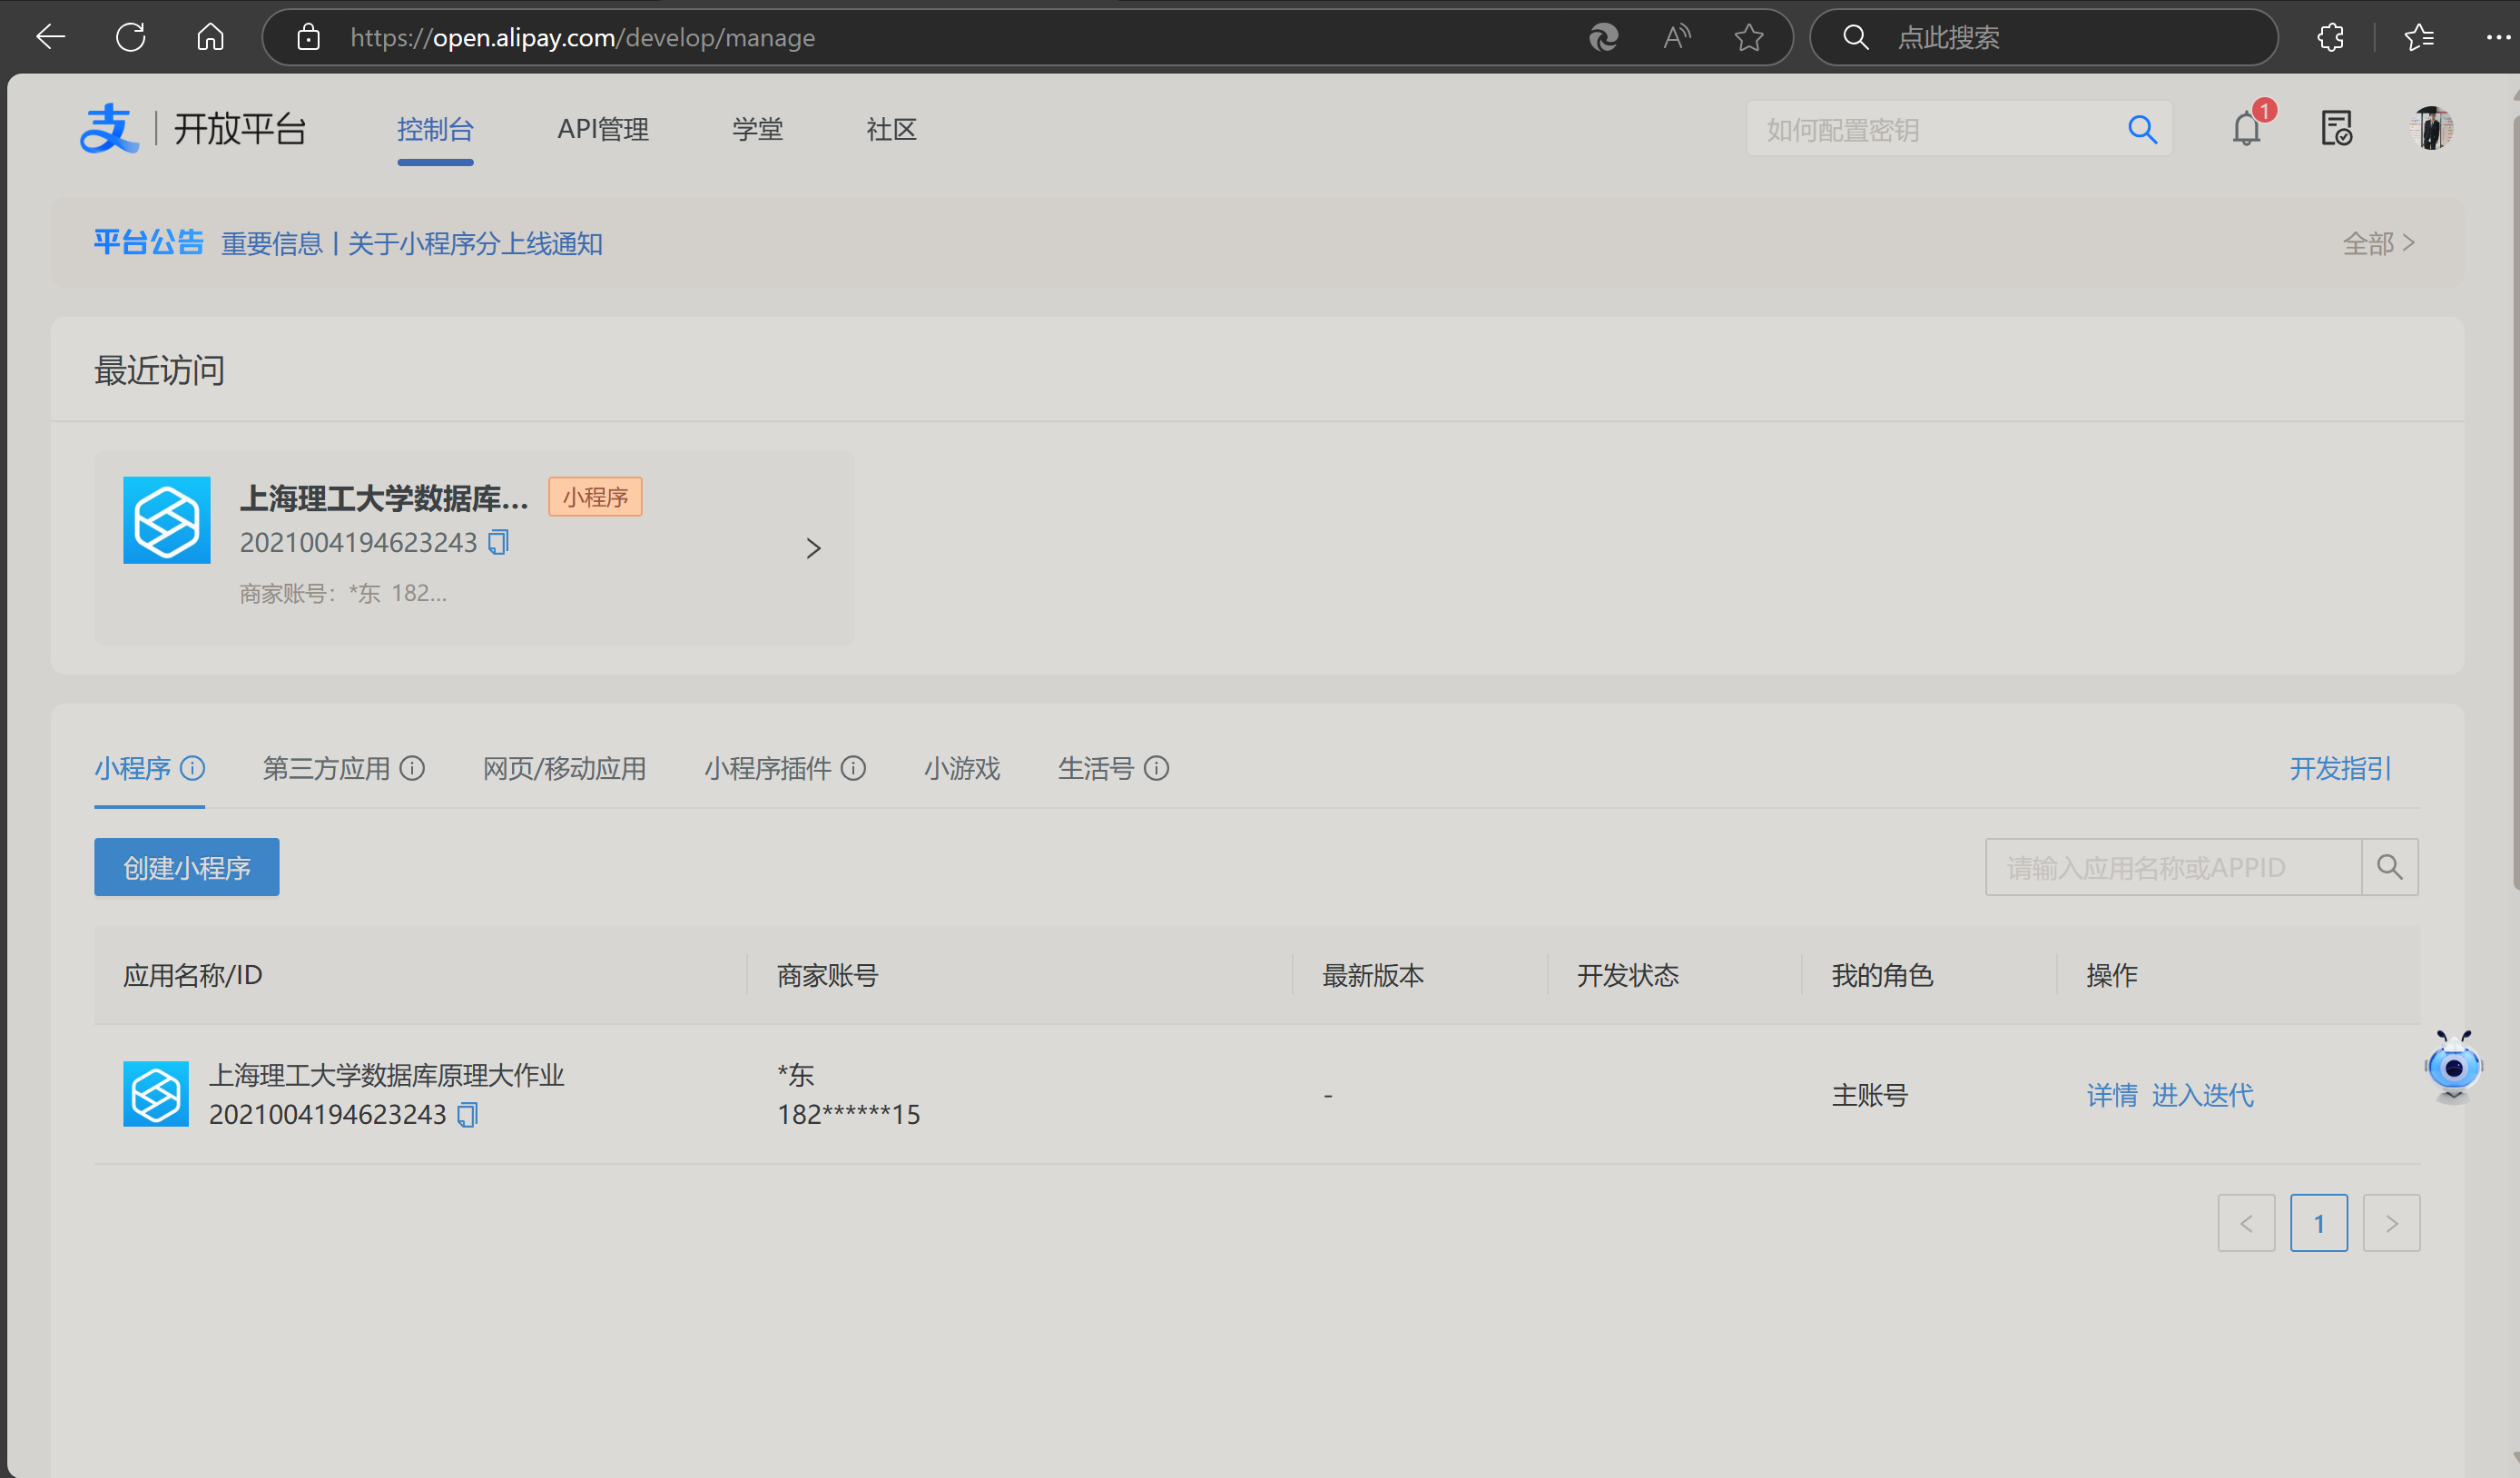 https://open.alipay.com/develop/manage
点此搜索
支 | 开放平台
控制台
API管理
学堂
社区
如何配置密钥
1
平台公告 重要信息丨关于小程序分上线通知
全部 >
最近访问
上海理工大学数据库... 小程序
2021004194623243
商家账号：*东 182...
小程序
第三方应用
网页/移动应用
小程序插件
小游戏
生活号
开发指引
创建小程序
请输入应用名称或APPID
应用名称/ID 商家账号 最新版本 开发状态 我的角色 操作
上海理工大学数据库原理大作业
2021004194623243
*东
182******15
-
主账号
详情 进入迭代
< 1 >